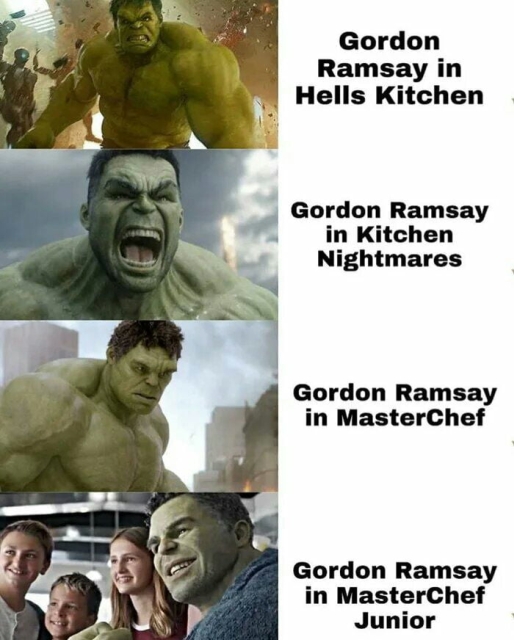 Gordon
Ramsay in
Hells Kitchen
Gordon Ramsay
in Kitchen
Nightmares
Gordon Ramsay
in MasterChef
Gordon Ramsay
in MasterChef
Junior